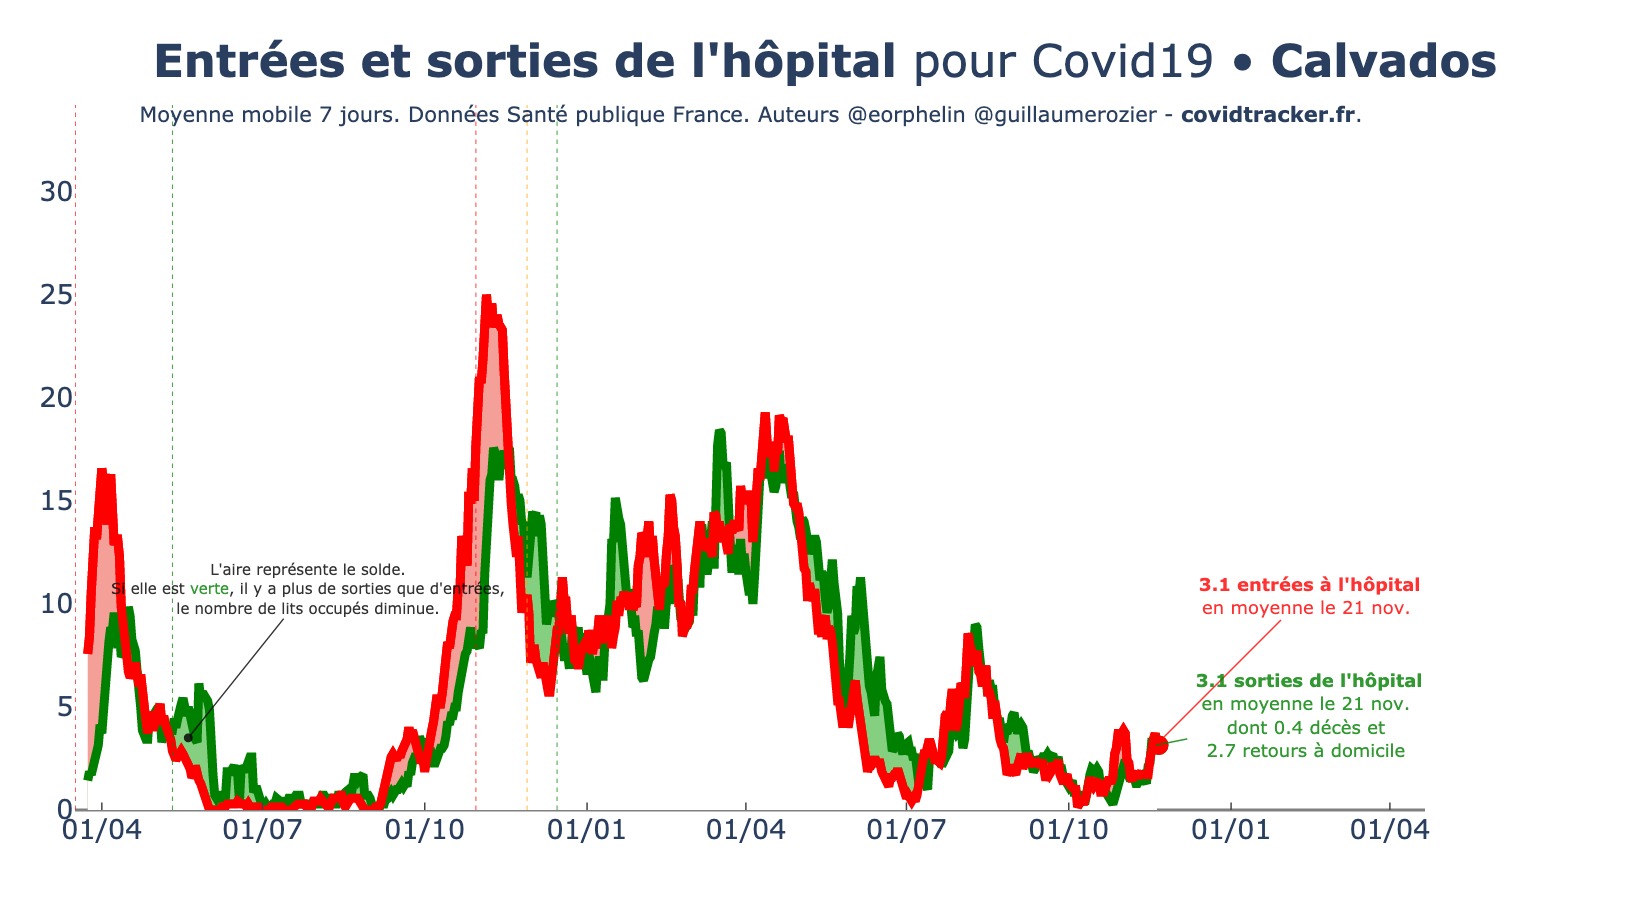 Entrées et sorties de l'hôpital pour Covid19 • Calvados
Moyenne mobile 7 jours. Données Santé publique France. Auteurs @eorphelin @guillaumerozier - covidtracker.fr.
30
25
20
15
10
5
0
L'aire représente le solde.
Si elle est verte, il y a plus de sorties que d'entrées,
le nombre de lits occupés diminue.
3.1 entrées à l'hôpital
en moyenne le 21 nov.
3.1 sorties de l'hôpital
en moyenne le 21 nov.
dont 0.4 décès et
2.7 retours à domicile
01/04 01/07 01/10 01/01 01/04 01/07 01/10 01/01 01/04